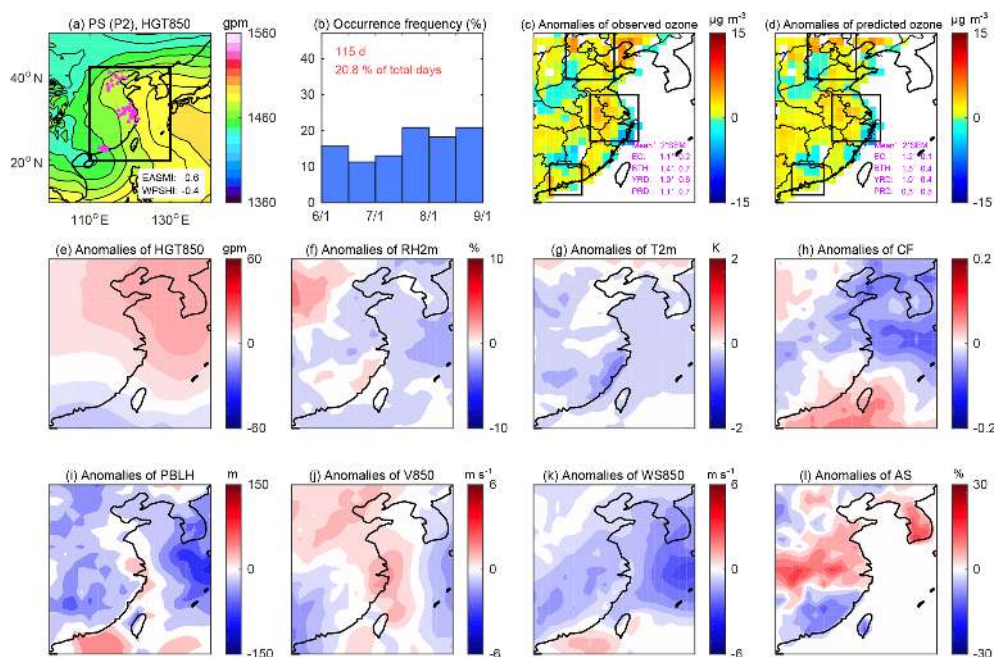 (a) PS (P2), HGT850
gpm
1560
1460
1360
40° N
20° N
110° E
130° E
EASMI: 0.6
WPSHI: -0.4
(b) Occurrence frequency (%)
115 d
20.8 % of total days
40
30
20
10
0
6/1
7/1
8/1
9/1
(c) Anomalies of observed ozone
µg m⁻³
15
0
-15
EC:
BTH:
YRD:
PRD:
(d) Anomalies of predicted ozone
µg m⁻³
15
0
-15
EC:
BTH:
YRD:
PRD:
(e) Anomalies of HGT850
gpm
60
0
-60
(f) Anomalies of RH2m
%
10
0
-10
(g) Anomalies of T2m
K
2
0
-2
(h) Anomalies of CF
0.2
0
-0.2
(i) Anomalies of PBLH
m
150
0
-150
(j) Anomalies of V850
m s⁻¹
6
0
-6
(k) Anomalies of WS850
m s⁻¹
6
0
-6
(l) Anomalies of AS
%
30
0
-30